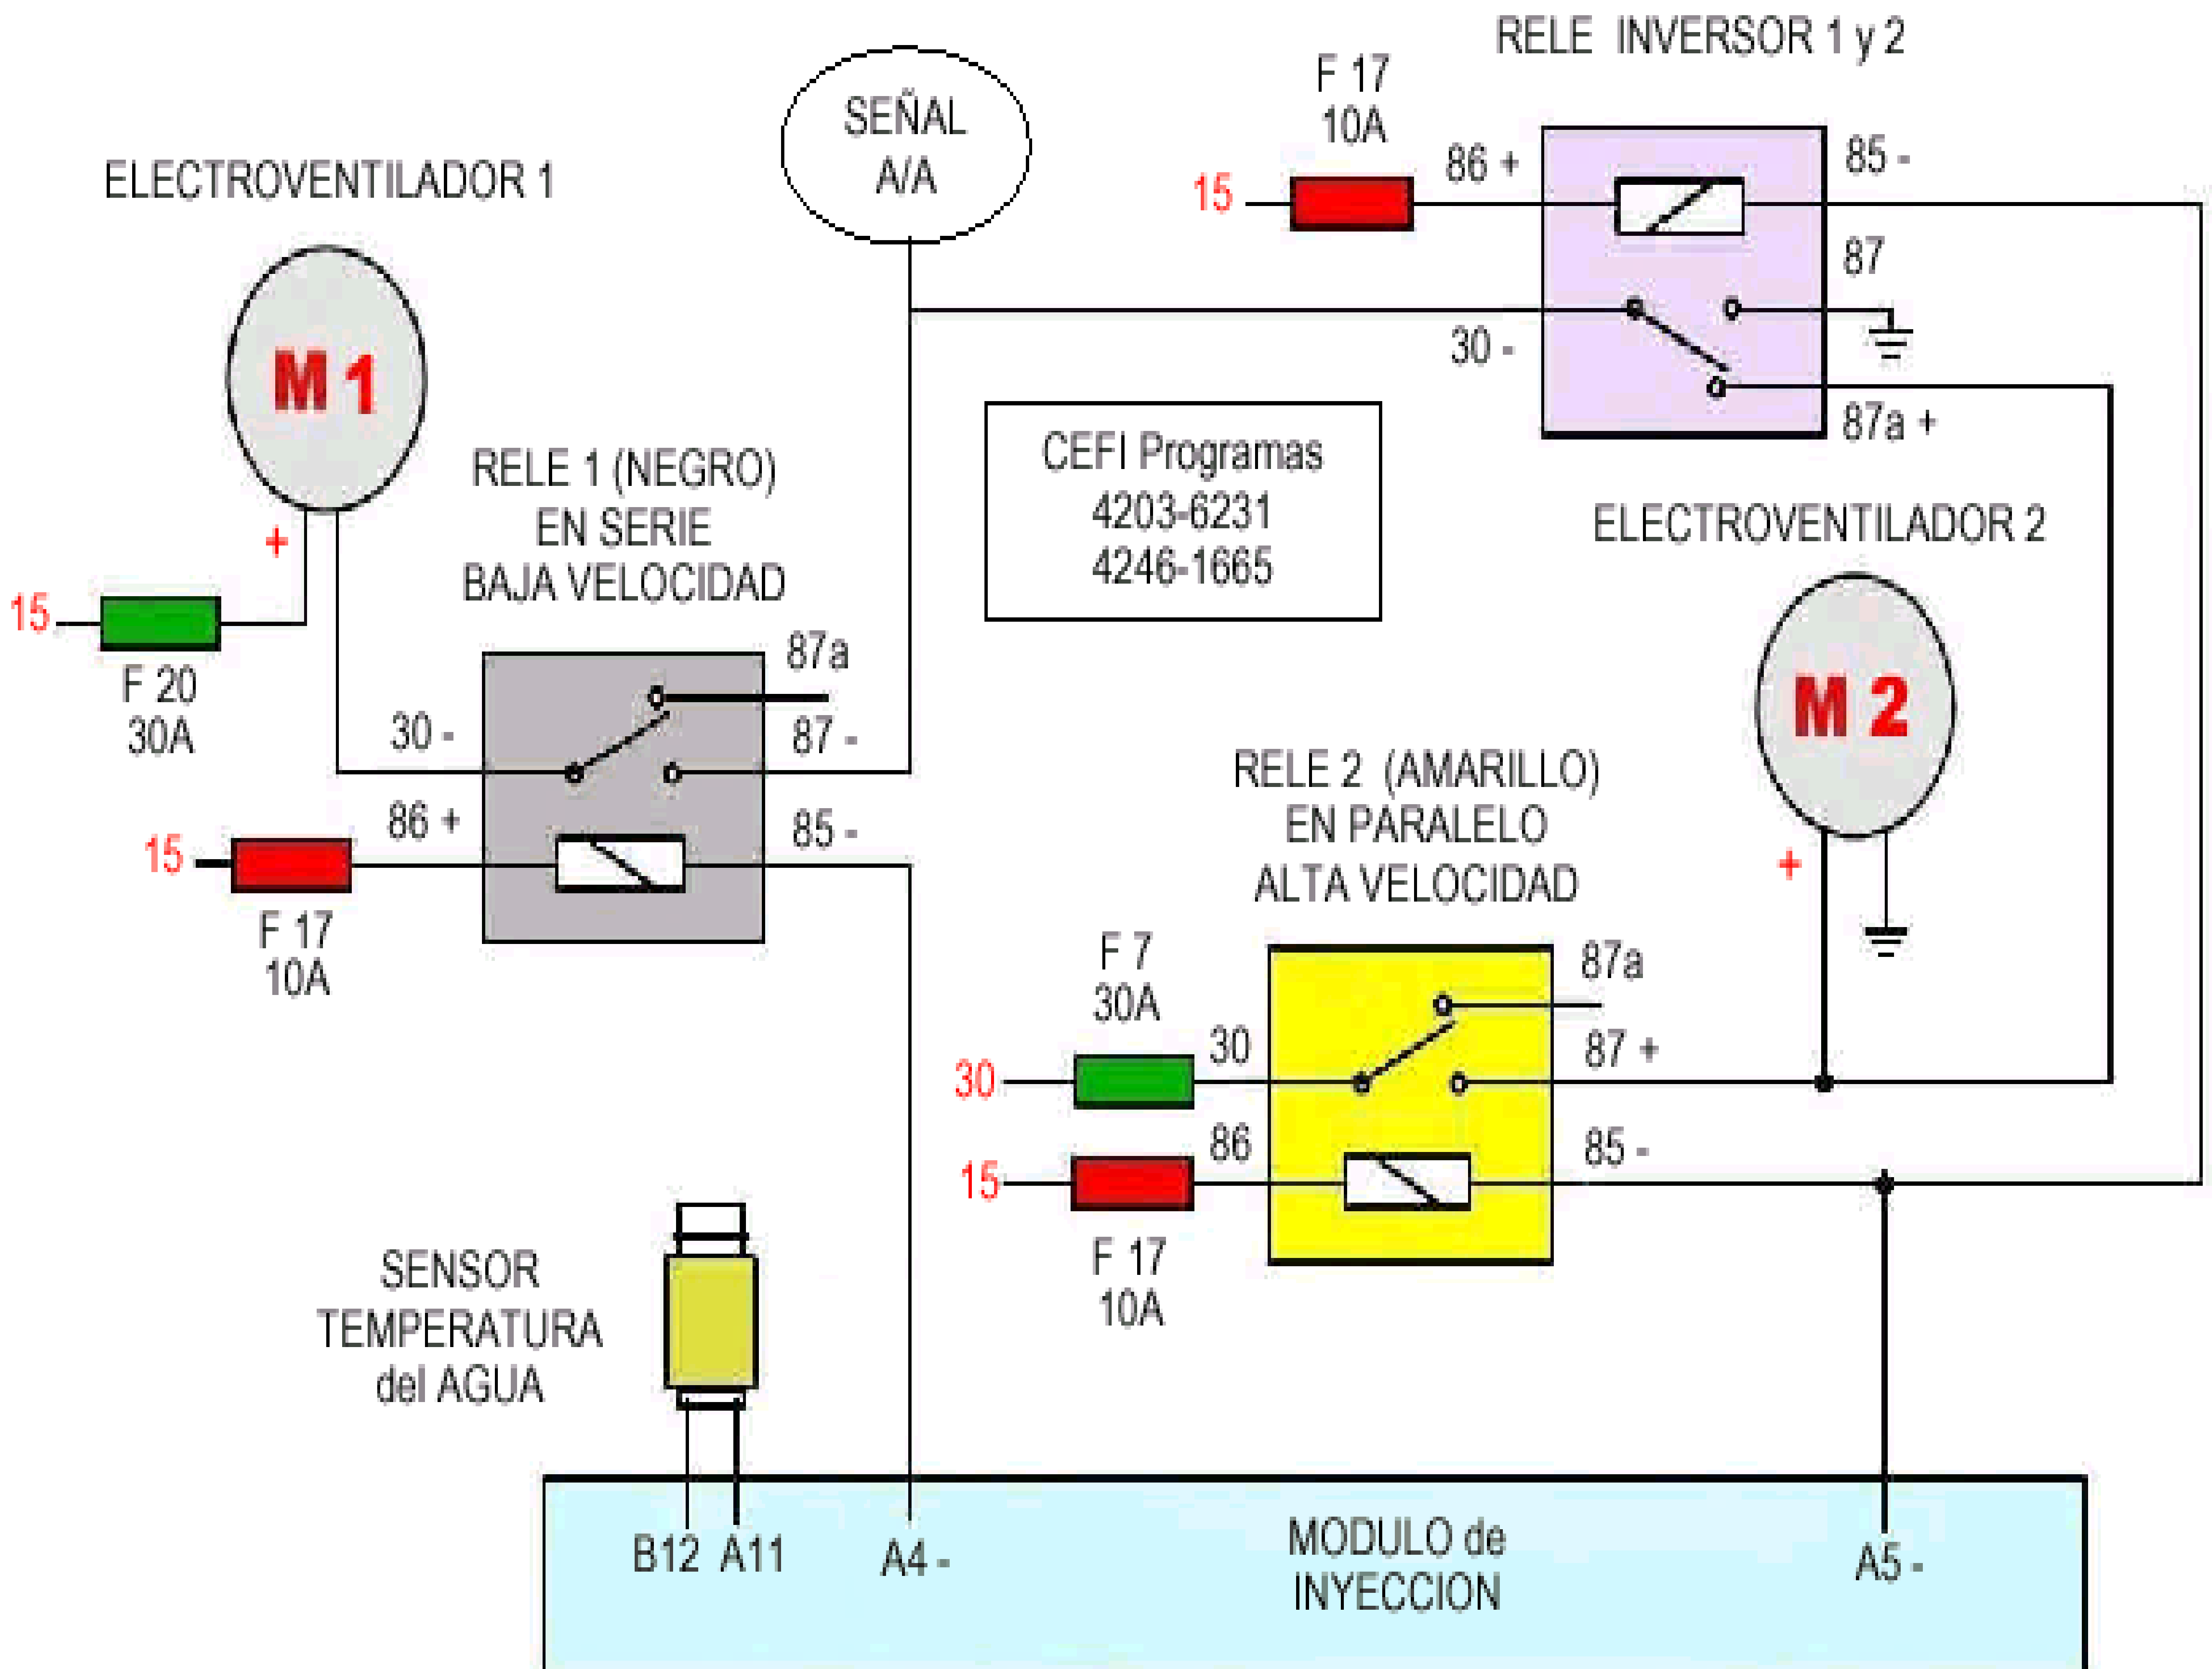 RELE INVERSOR 1 y 2
F 17
10A
SEÑAL
A/A
ELECTROVENTILADOR 1
15
86 +
85 -
87
30 -
87a +
M 1
+
15
F 20
30A
RELE 1 (NEGRO)
EN SERIE
BAJA VELOCIDAD
CEFI Programas
4203-6231
4246-1665
ELECTROVENTILADOR 2
M 2
+
87a
30 -
87 -
86 +
85 -
15
F 17
10A
RELE 2 (AMARILLO)
EN PARALELO
ALTA VELOCIDAD
F 7
30A
87a
30
30
87 +
86
85 -
15
F 17
10A
SENSOR
TEMPERATURA
del AGUA
B12 A11
A4 -
MODULO de
INYECCION
A5 -